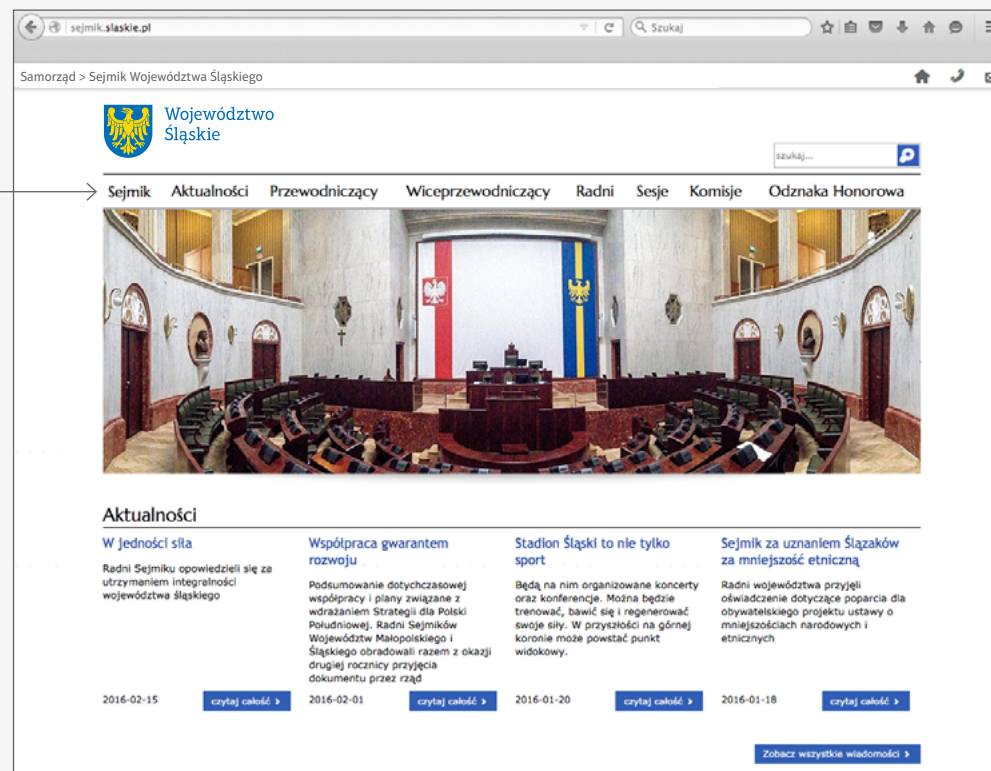 sejmik.slaskie.pl
Szukaj
Samorząd > Sejmik Województwa Śląskiego
Województwo
Śląskie
szukaj...
Sejmik Aktualności Przewodniczący Wiceprzewodniczący Radni Sesje Komisje Odznaka Honorowa
Aktualności
W jedności siła
Radni Sejmiku opowiedzieli się za
utrzymaniem integralności
województwa śląskiego
2016-02-15
czytaj całość >
Współpraca gwarantem
rozwoju
Podsumowanie dotychczasowej
współpracy i plany związane z
wdrażaniem Strategii dla Polski
Południowej. Radni Sejmików
Województw Małopolskiego i
Śląskiego obradowali razem z okazji
drugiej rocznicy przyjęcia
dokumentu przez rząd
2016-02-01
czytaj całość >
Stadion Śląski to nie tylko
sport
Będą na nim organizowane koncerty
oraz konferencje. Można będzie
trenować, bawić się i regenerować
swoje siły. W przyszłości na górnej
koronie może powstać punkt
widokowy.
2016-01-20
czytaj całość >
Sejmik za uznaniem Ślązaków
za mniejszość etniczną
Radni województwa przyjęli
oświadczenie dotyczące poparcia dla
obywatelskiego projektu ustawy o
mniejszościach narodowych i
etnicznych
2016-01-18
czytaj całość >
Zobacz wszystkie wiadomości >